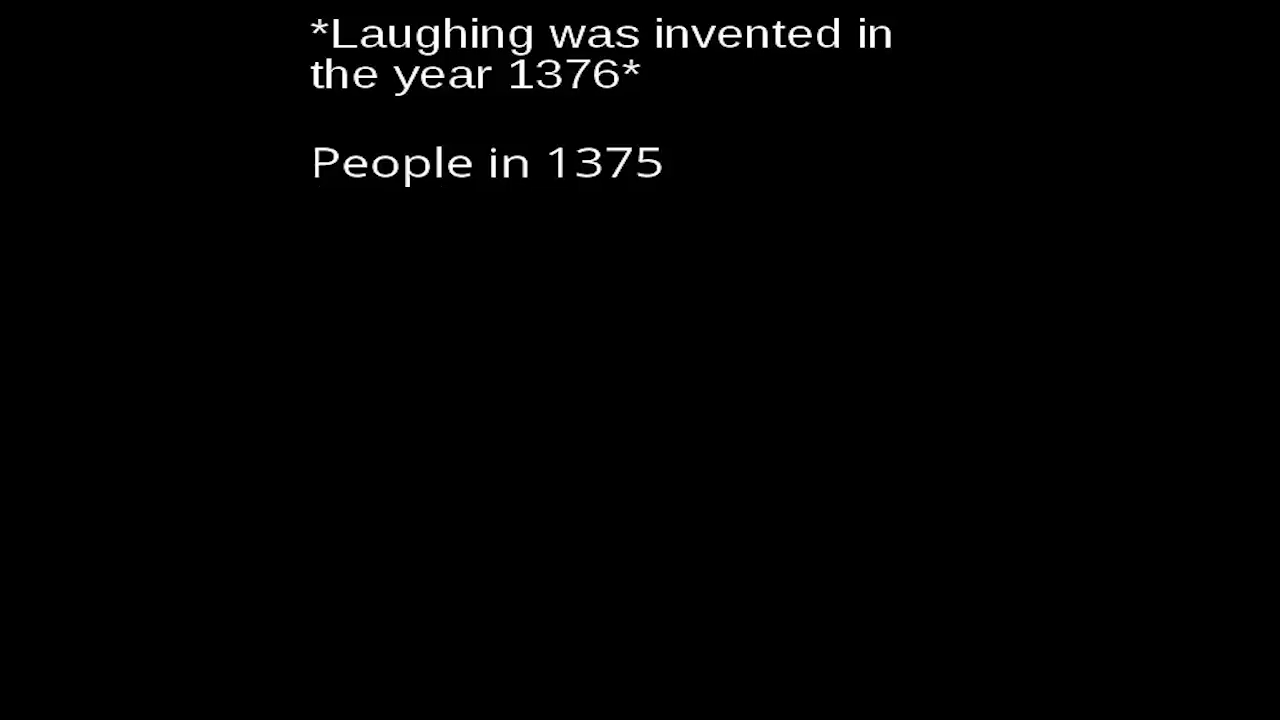 *Laughing was invented in
the year 1376*
People in 1375